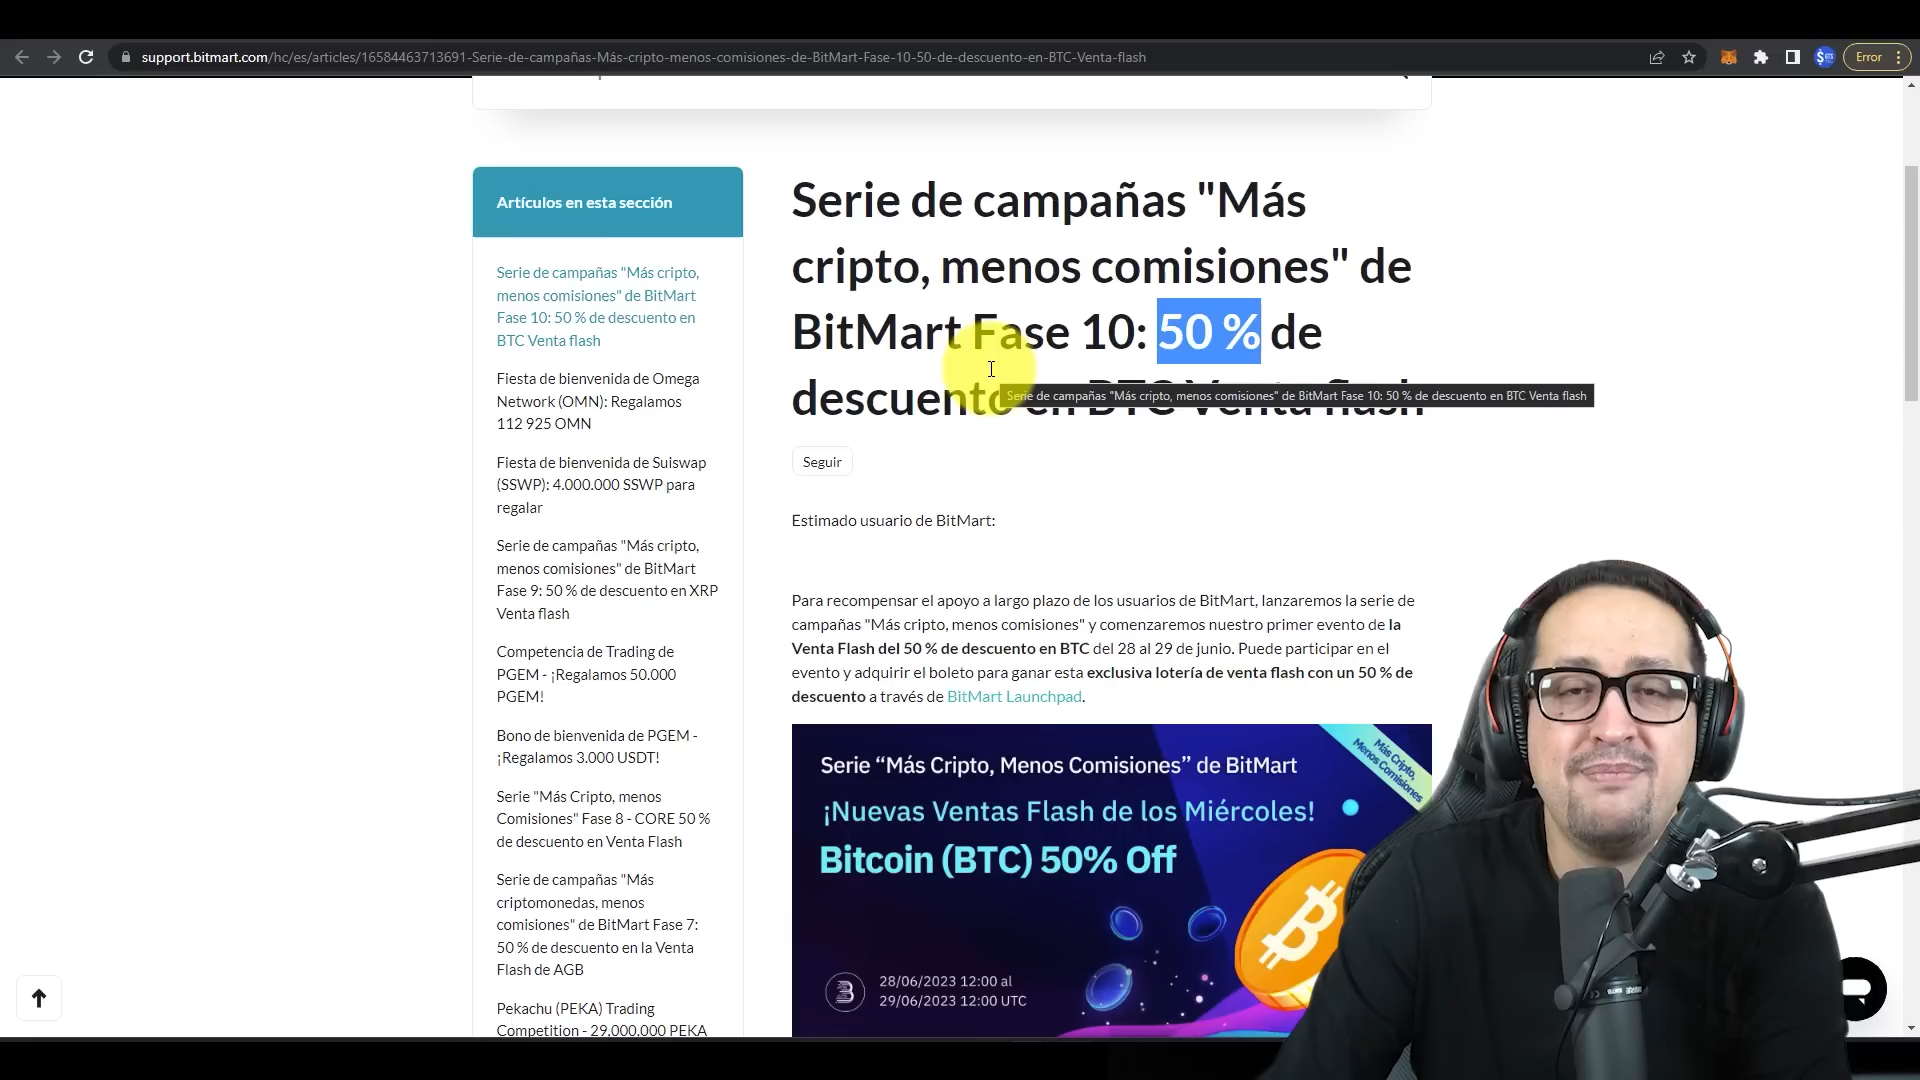 support.bitmart.com/hc/es/articles/16584463713691-Serie-de-campañas-Más-cripto-menos-comisiones-de-BitMart-Fase-10-50-de-descuento-en-BTC-Venta-flash
Error
Artículos en esta sección
Serie de campañas "Más cripto,
menos comisiones" de BitMart
Fase 10: 50 % de descuento en
BTC Venta flash
Fiesta de bienvenida de Omega
Network (OMN): Regalamos
112 925 OMN
Fiesta de bienvenida de Suiswap
(SSWP): 4.000.000 SSWP para
regalar
Serie de campañas "Más cripto,
menos comisiones" de BitMart
Fase 9: 50 % de descuento en XRP
Venta flash
Competencia de Trading de
PGEM - ¡Regalamos 50.000
PGEM!
Bono de bienvenida de PGEM -
¡Regalamos 3.000 USDT!
Serie "Más Cripto, menos
Comisiones" Fase 8 - CORE 50 %
de descuento en Venta Flash
Serie de campañas "Más
criptomonedas, menos
comisiones" de BitMart Fase 7:
50 % de descuento en la Venta
Flash de AGB
Pekachu (PEKA) Trading
Competition - 29,000,000 PEKA
Serie de campañas "Más
cripto, menos comisiones" de
BitMart Fase 10: 50 % de
descuento en BTC Venta flash
Serie de campañas "Más cripto, menos comisiones" de BitMart Fase 10: 50 % de descuento en BTC Venta flash
Seguir
Estimado usuario de BitMart:
Para recompensar el apoyo a largo plazo de los usuarios de BitMart, lanzaremos la serie de
campañas "Más cripto, menos comisiones" y comenzaremos nuestro primer evento de la
Venta Flash del 50 % de descuento en BTC del 28 al 29 de junio. Puede participar en el
evento y adquirir el boleto para ganar esta exclusiva lotería de venta flash con un 50 % de
descuento a través de BitMart Launchpad.
Serie “Más Cripto, Menos Comisiones” de BitMart
Más Cripto,
Menos Comisiones
¡Nuevas Ventas Flash de los Miércoles!
Bitcoin (BTC) 50% Off
28/06/2023 12:00 al
29/06/2023 12:00 UTC